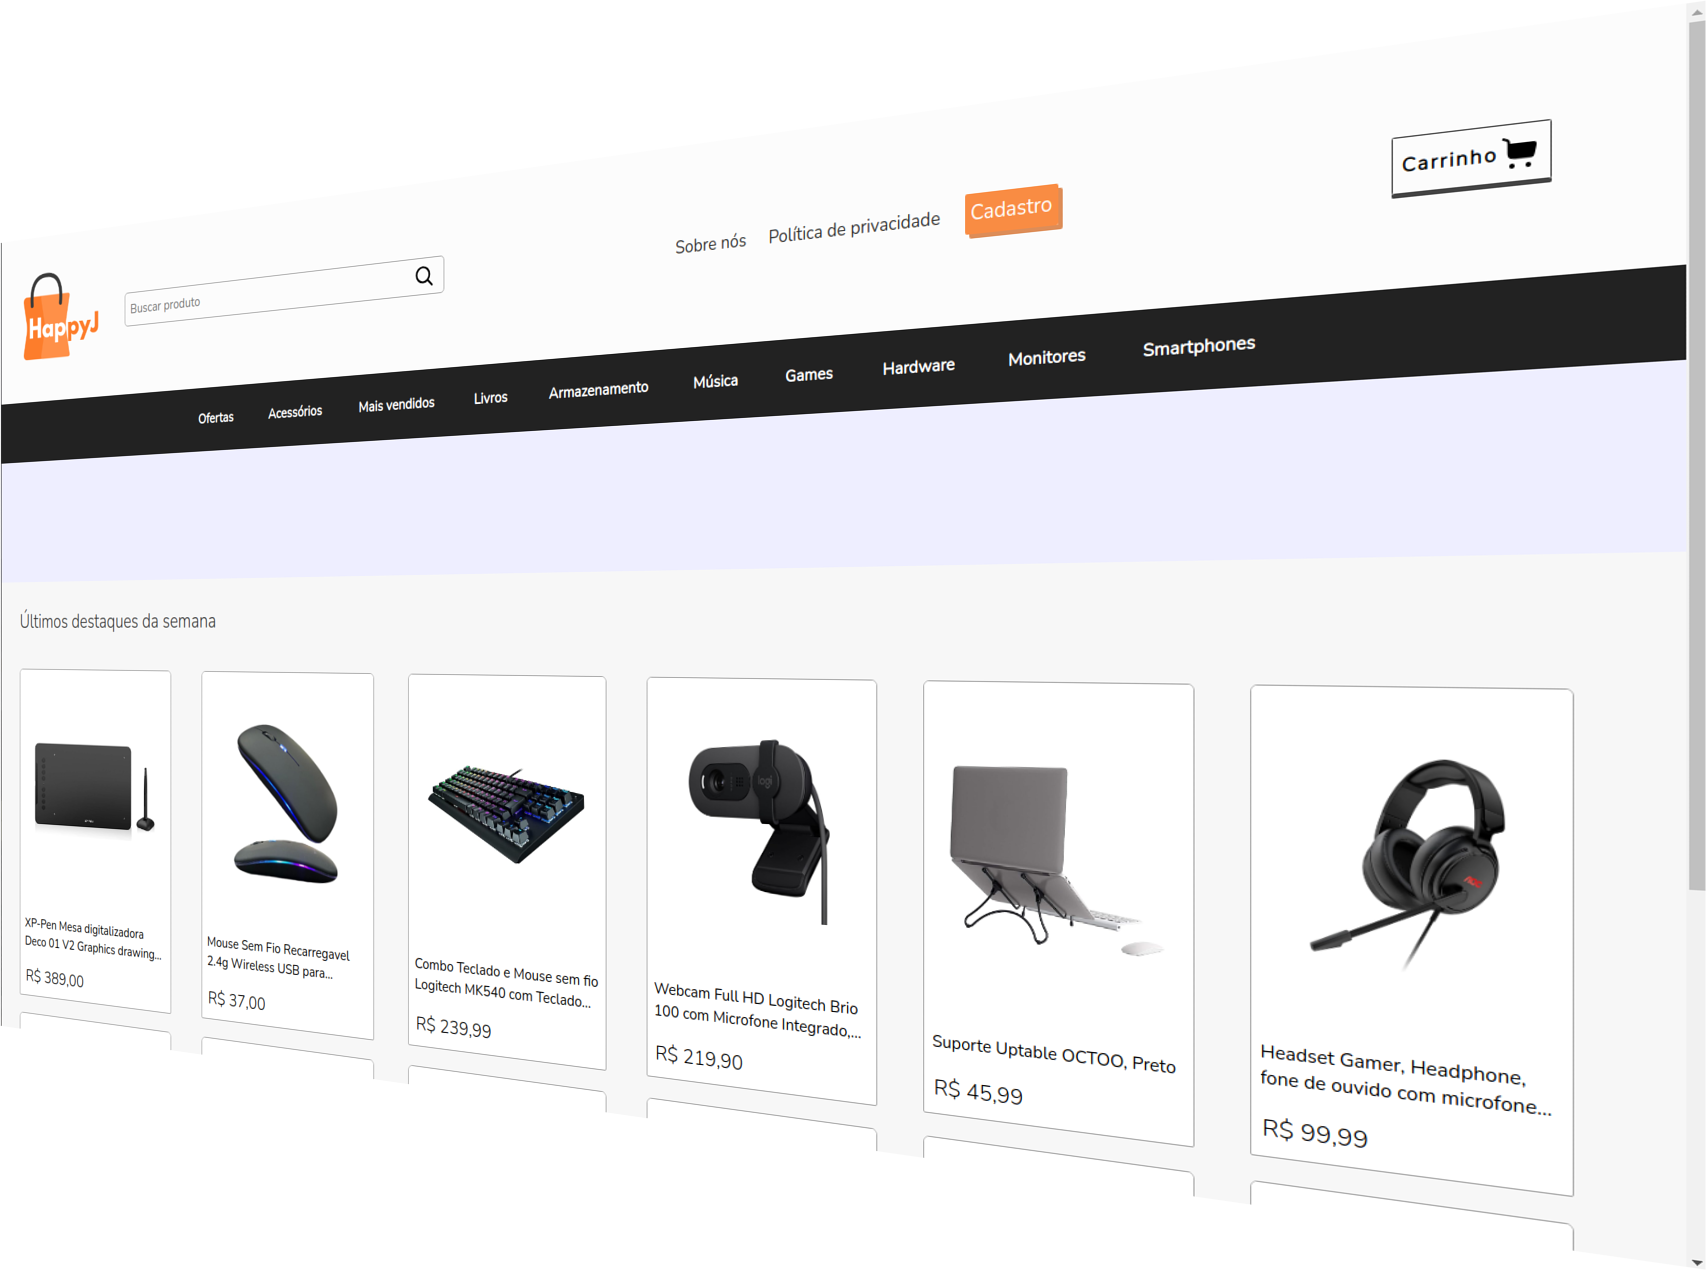 Carrinho
Sobre nós
Política de privacidade
Cadastro
HappyJ
Buscar produto
Ofertas
Acessórios
Mais vendidos
Livros
Armazenamento
Música
Games
Hardware
Monitores
Smartphones
Últimos destaques da semana
XP-Pen Mesa digitalizadora
Deco 01 V2 Graphics drawing...
R$ 389,00
Mouse Sem Fio Recarregavel
2.4g Wireless USB para...
R$ 37,00
Combo Teclado e Mouse sem fio
Logitech MK540 com Teclado...
R$ 239,99
logi
Webcam Full HD Logitech Brio
100 com Microfone Integrado,...
R$ 219,90
Suporte Uptable OCTOO, Preto
R$ 45,99
Headset Gamer, Headphone,
fone de ouvido com microfone...
R$ 99,99